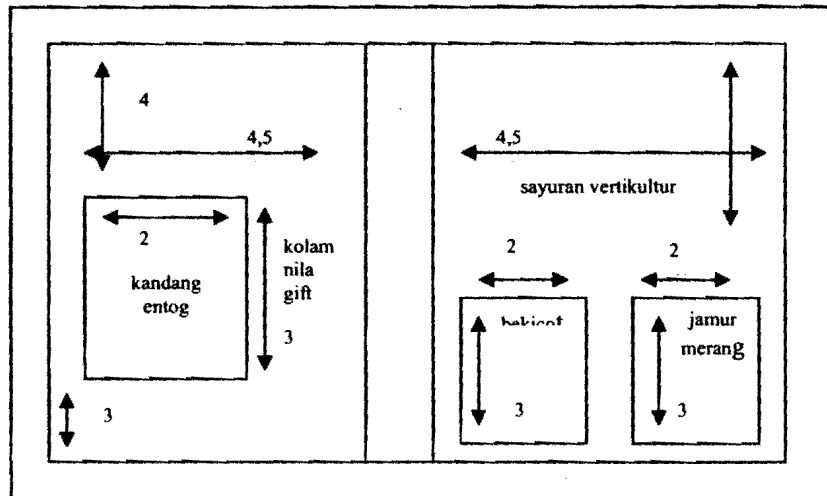 4
4,5
4,5
sayuran vertikultur
2
kandang
entog
kolam
nila
gift
3
3
2
2
3
jamur
merang
3